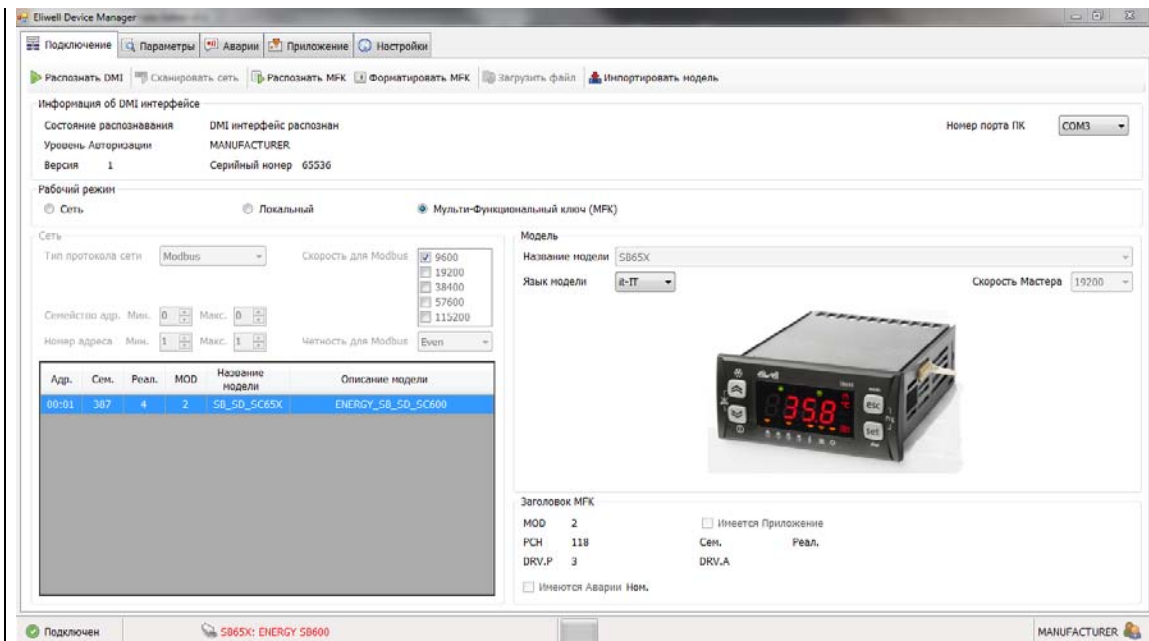 Eliwell Device Manager
Подключение Параметры Аварии Приложение Настройки
Распознать DMI Сканировать сеть Распознать MFK Форматировать MFK Загрузить файл Импортировать модель
Информация об DMI интерфейсе
Состояние распознавания DMI интерфейс распознан Номер порта ПК COM3
Уровень Авторизации MANUFACTURER
Версия 1 Серийный номер 65536
Рабочий режим
Сеть Локальный Мульти-Функциональный ключ (MFK)
Сеть
Тип протокола сети Modbus Скорость для Modbus 9600
19200
38400
57600
115200
Семейство адр. Мин. 0 Макс. 0
Номер адреса Мин. 1 Макс. 1 Четность для Modbus Even
Адр. Сем. Реал. MOD Название модели Описание модели
00:01 387 4 2 SB_SD_SC65X ENERGY_SB_SD_SC600
Модель
Название модели SB65X
Язык модели it-IT Скорость Мастера 19200
eliwell
35.8
esc
set
Заголовок MFK
MOD 2 Имеется Приложение
PCH 118 Сем. Реал.
DRV.P 3 DRV.A
Имеются Аварии Ном.
Подключен SB65X: ENERGY SB600 MANUFACTURER